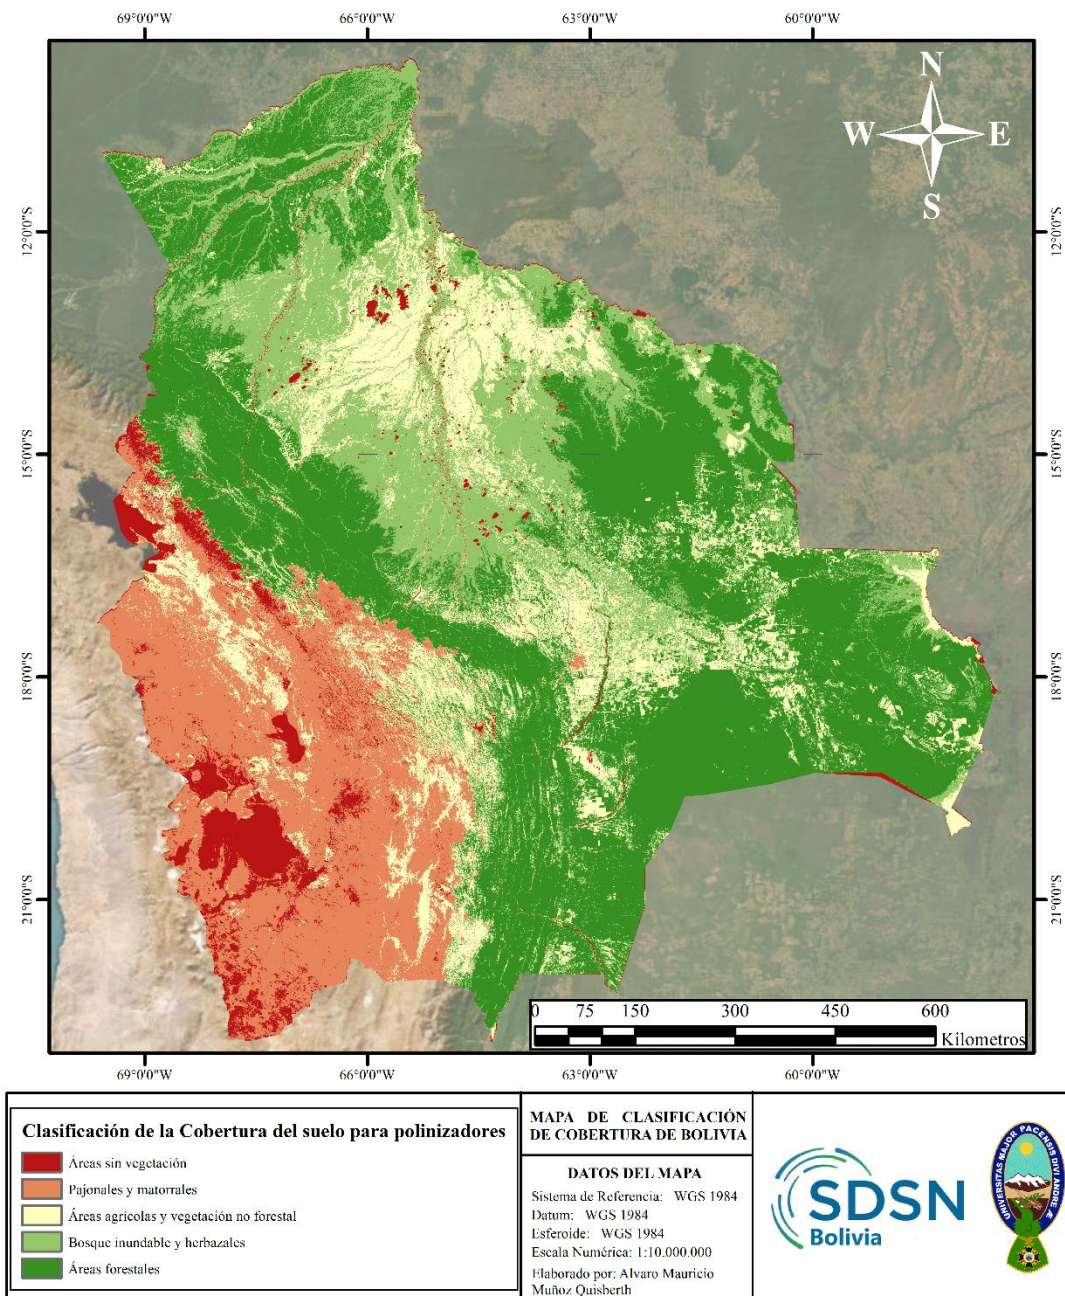 69°0'0"W 66°0'0"W 63°0'0"W 60°0'0"W
N
W E
S
12°0'0"S 12°0'0"S
15°0'0"S 15°0'0"S
18°0'0"S 18°0'0"S
21°0'0"S 21°0'0"S
0 75 150 300 450 600
Kilometros
69°0'0"W 66°0'0"W 63°0'0"W 60°0'0"W
Clasificación de la Cobertura del suelo para polinizadores
Áreas sin vegetación
Pajonales y matorrales
Áreas agrícolas y vegetación no forestal
Bosque inundable y herbazales
Áreas forestales
MAPA DE CLASIFICACIÓN
DE COBERTURA DE BOLIVIA
DATOS DEL MAPA
Sistema de Referencia: WGS 1984
Datum: WGS 1984
Esferoide: WGS 1984
Escala Numérica: 1:10.000.000
Elaborado por: Alvaro Mauricio
Muñoz Quisberth
SDSN
Bolivia
UNIVERSITAS MAJOR PACENSIS DIVI ANDRE Æ